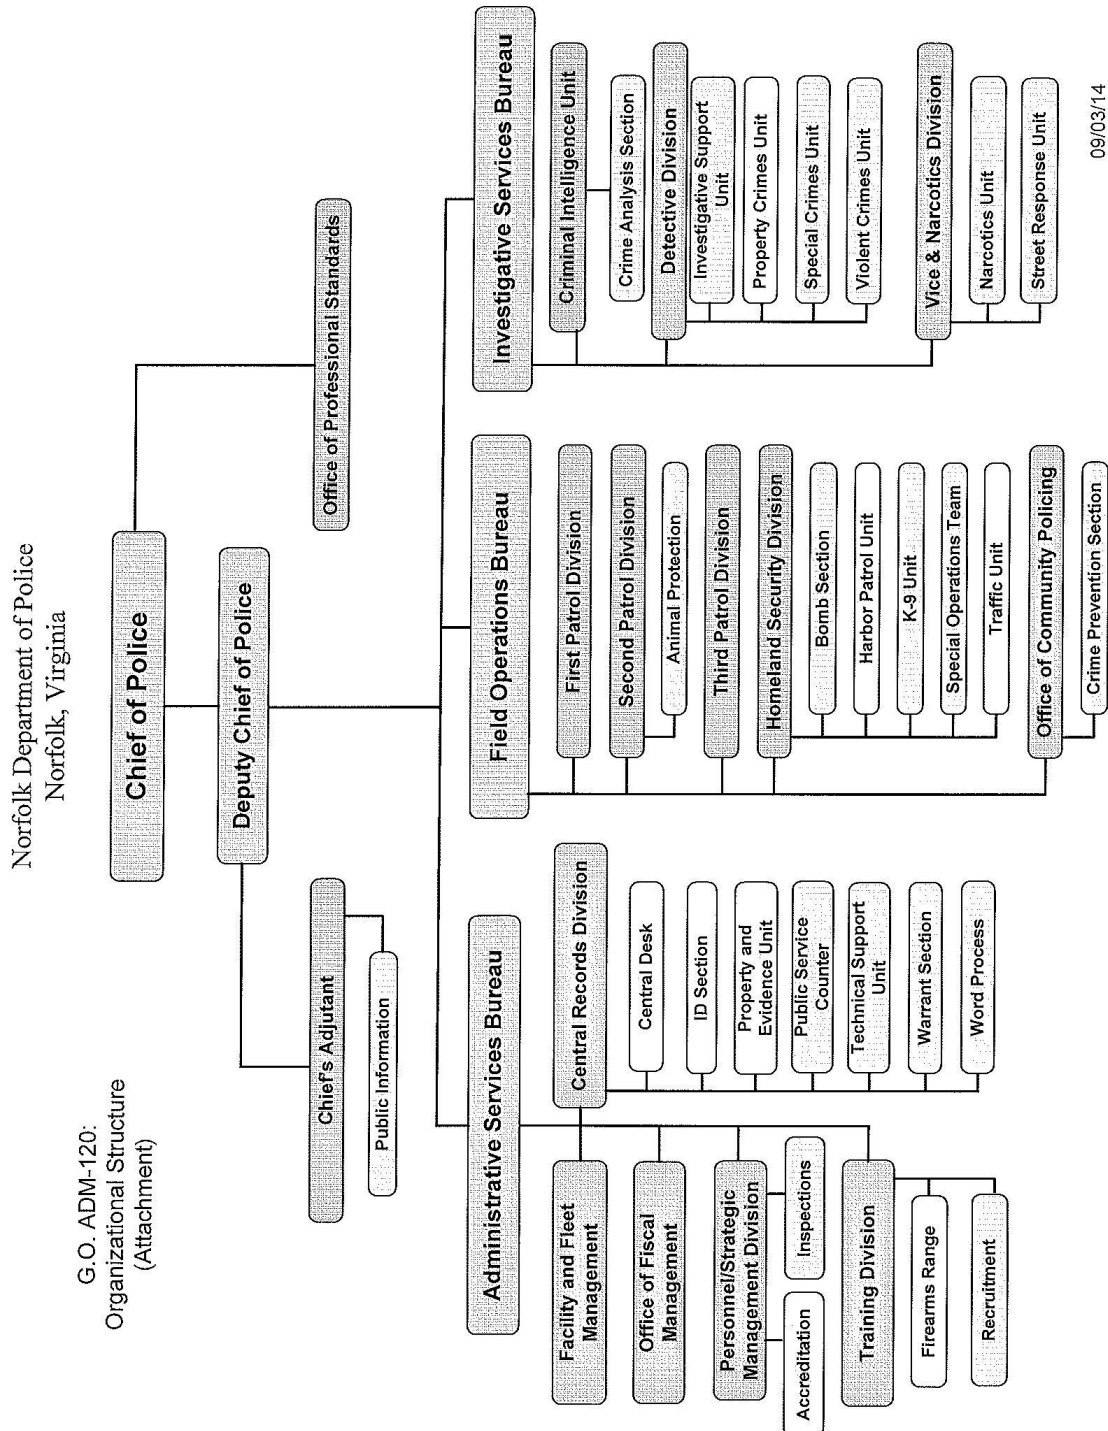 Norfolk Department of Police
Norfolk, Virginia
G.O. ADM-120:
Organizational Structure
(Attachment)
Chief of Police
Deputy Chief of Police
Chief's Adjutant
Public Information
Office of Professional Standards
Administrative Services Bureau
Facility and Fleet
Management
Office of Fiscal
Management
Personnel/Strategic
Management Division
Accreditation
Inspections
Training Division
Firearms Range
Recruitment
Central Records Division
Central Desk
ID Section
Property and
Evidence Unit
Public Service
Counter
Technical Support
Unit
Warrant Section
Word Process
Field Operations Bureau
First Patrol Division
Second Patrol Division
Animal Protection
Third Patrol Division
Homeland Security Division
Bomb Section
Harbor Patrol Unit
K-9 Unit
Special Operations Team
Traffic Unit
Office of Community Policing
Crime Prevention Section
Investigative Services Bureau
Criminal Intelligence Unit
Crime Analysis Section
Detective Division
Investigative Support
Unit
Property Crimes Unit
Special Crimes Unit
Violent Crimes Unit
Vice & Narcotics Division
Narcotics Unit
Street Response Unit
09/03/14